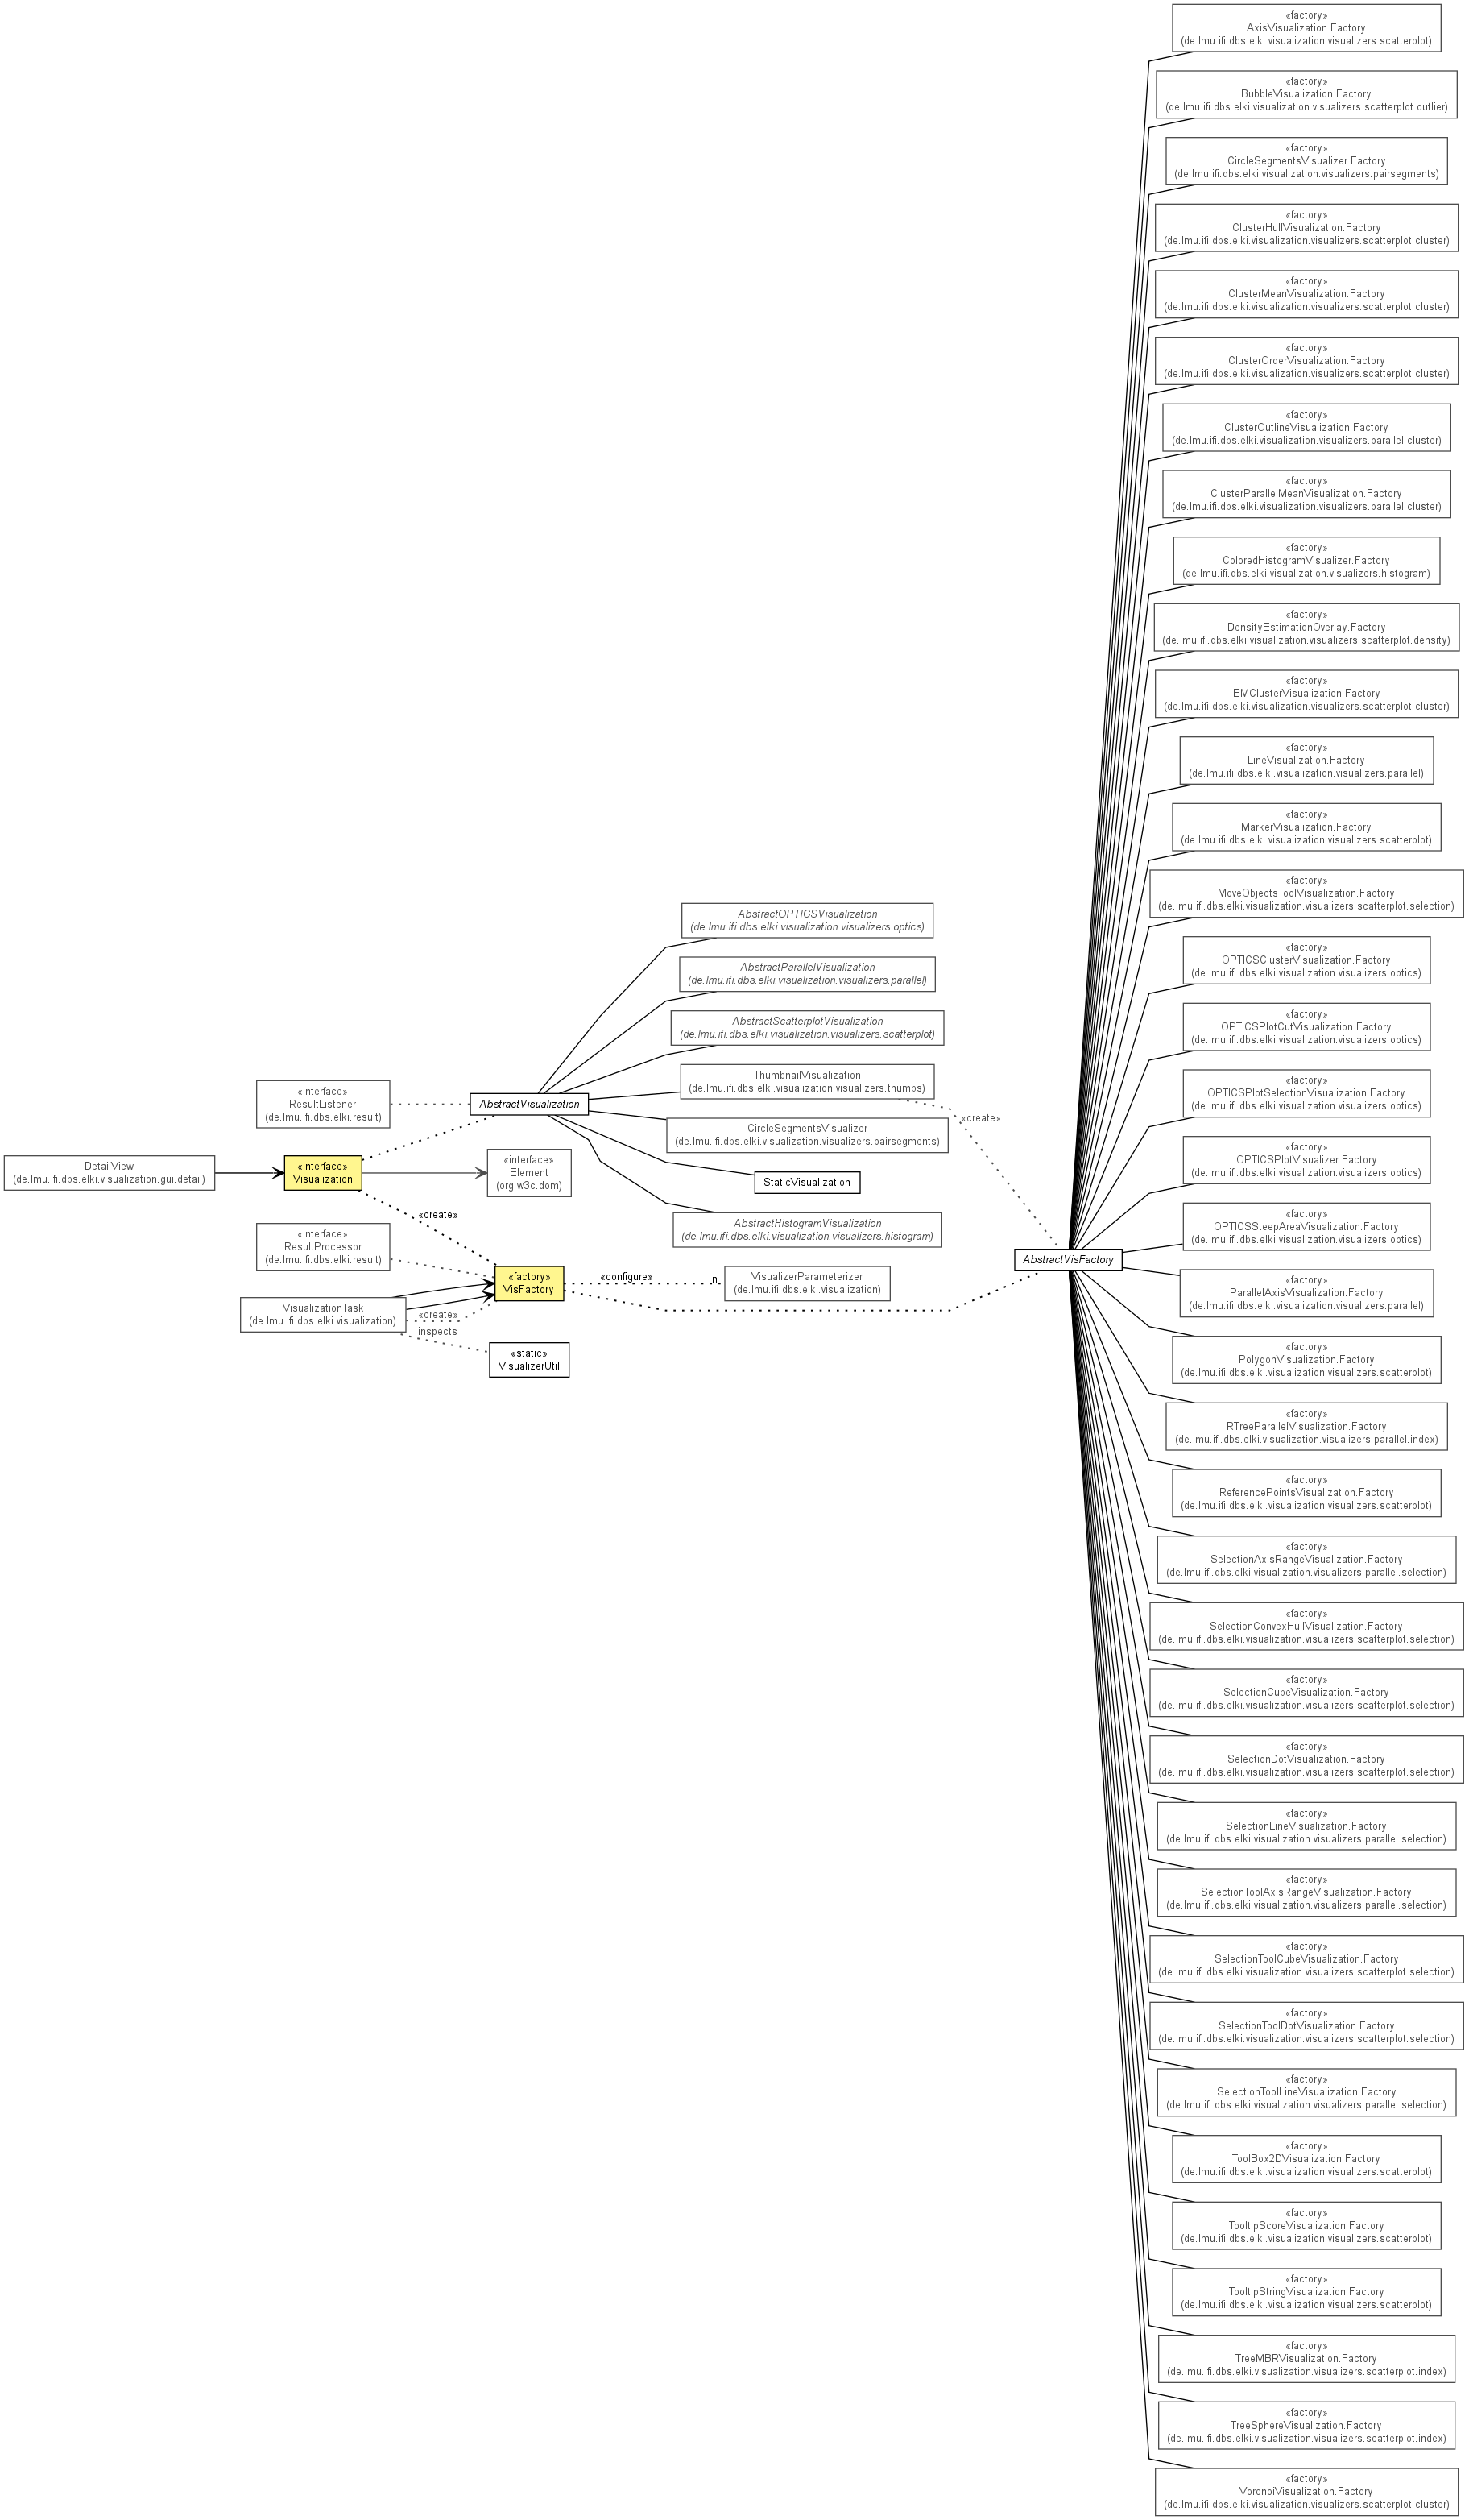 DetailView
(de.lmu.ifi.dbs.elki.visualization.gui.detail)
«interface»
ResultListener
(de.lmu.ifi.dbs.elki.result)
«interface»
Visualization
«interface»
ResultProcessor
(de.lmu.ifi.dbs.elki.result)
VisualizationTask
(de.lmu.ifi.dbs.elki.visualization)
«create»
«create»
inspects
AbstractVisualization
«interface»
Element
(org.w3c.dom)
«factory»
VisFactory
«static»
VisualizerUtil
«configure»
n
AbstractOPTICSVisualization
(de.lmu.ifi.dbs.elki.visualization.visualizers.optics)
AbstractParallelVisualization
(de.lmu.ifi.dbs.elki.visualization.visualizers.parallel)
AbstractScatterplotVisualization
(de.lmu.ifi.dbs.elki.visualization.visualizers.scatterplot)
ThumbnailVisualization
(de.lmu.ifi.dbs.elki.visualization.visualizers.thumbs)
CircleSegmentsVisualizer
(de.lmu.ifi.dbs.elki.visualization.visualizers.pairsegments)
StaticVisualization
AbstractHistogramVisualization
(de.lmu.ifi.dbs.elki.visualization.visualizers.histogram)
VisualizerParameterizer
(de.lmu.ifi.dbs.elki.visualization)
«create»
AbstractVisFactory
«factory»
AxisVisualization.Factory
(de.lmu.ifi.dbs.elki.visualization.visualizers.scatterplot)
«factory»
BubbleVisualization.Factory
(de.lmu.ifi.dbs.elki.visualization.visualizers.scatterplot.outlier)
«factory»
CircleSegmentsVisualizer.Factory
(de.lmu.ifi.dbs.elki.visualization.visualizers.pairsegments)
«factory»
ClusterHullVisualization.Factory
(de.lmu.ifi.dbs.elki.visualization.visualizers.scatterplot.cluster)
«factory»
ClusterMeanVisualization.Factory
(de.lmu.ifi.dbs.elki.visualization.visualizers.scatterplot.cluster)
«factory»
ClusterOrderVisualization.Factory
(de.lmu.ifi.dbs.elki.visualization.visualizers.scatterplot.cluster)
«factory»
ClusterOutlineVisualization.Factory
(de.lmu.ifi.dbs.elki.visualization.visualizers.parallel.cluster)
«factory»
ClusterParallelMeanVisualization.Factory
(de.lmu.ifi.dbs.elki.visualization.visualizers.parallel.cluster)
«factory»
ColoredHistogramVisualizer.Factory
(de.lmu.ifi.dbs.elki.visualization.visualizers.histogram)
«factory»
DensityEstimationOverlay.Factory
(de.lmu.ifi.dbs.elki.visualization.visualizers.scatterplot.density)
«factory»
EMClusterVisualization.Factory
(de.lmu.ifi.dbs.elki.visualization.visualizers.scatterplot.cluster)
«factory»
LineVisualization.Factory
(de.lmu.ifi.dbs.elki.visualization.visualizers.parallel)
«factory»
MarkerVisualization.Factory
(de.lmu.ifi.dbs.elki.visualization.visualizers.scatterplot)
«factory»
MoveObjectsToolVisualization.Factory
(de.lmu.ifi.dbs.elki.visualization.visualizers.scatterplot.selection)
«factory»
OPTICSClusterVisualization.Factory
(de.lmu.ifi.dbs.elki.visualization.visualizers.optics)
«factory»
OPTICSPlotCutVisualization.Factory
(de.lmu.ifi.dbs.elki.visualization.visualizers.optics)
«factory»
OPTICSPlotSelectionVisualization.Factory
(de.lmu.ifi.dbs.elki.visualization.visualizers.optics)
«factory»
OPTICSPlotVisualizer.Factory
(de.lmu.ifi.dbs.elki.visualization.visualizers.optics)
«factory»
OPTICSSteepAreaVisualization.Factory
(de.lmu.ifi.dbs.elki.visualization.visualizers.optics)
«factory»
ParallelAxisVisualization.Factory
(de.lmu.ifi.dbs.elki.visualization.visualizers.parallel)
«factory»
PolygonVisualization.Factory
(de.lmu.ifi.dbs.elki.visualization.visualizers.scatterplot)
«factory»
RTreeParallelVisualization.Factory
(de.lmu.ifi.dbs.elki.visualization.visualizers.parallel.index)
«factory»
ReferencePointsVisualization.Factory
(de.lmu.ifi.dbs.elki.visualization.visualizers.scatterplot)
«factory»
SelectionAxisRangeVisualization.Factory
(de.lmu.ifi.dbs.elki.visualization.visualizers.parallel.selection)
«factory»
SelectionConvexHullVisualization.Factory
(de.lmu.ifi.dbs.elki.visualization.visualizers.scatterplot.selection)
«factory»
SelectionCubeVisualization.Factory
(de.lmu.ifi.dbs.elki.visualization.visualizers.scatterplot.selection)
«factory»
SelectionDotVisualization.Factory
(de.lmu.ifi.dbs.elki.visualization.visualizers.scatterplot.selection)
«factory»
SelectionLineVisualization.Factory
(de.lmu.ifi.dbs.elki.visualization.visualizers.parallel.selection)
«factory»
SelectionToolAxisRangeVisualization.Factory
(de.lmu.ifi.dbs.elki.visualization.visualizers.parallel.selection)
«factory»
SelectionToolCubeVisualization.Factory
(de.lmu.ifi.dbs.elki.visualization.visualizers.scatterplot.selection)
«factory»
SelectionToolDotVisualization.Factory
(de.lmu.ifi.dbs.elki.visualization.visualizers.scatterplot.selection)
«factory»
SelectionToolLineVisualization.Factory
(de.lmu.ifi.dbs.elki.visualization.visualizers.parallel.selection)
«factory»
ToolBox2DVisualization.Factory
(de.lmu.ifi.dbs.elki.visualization.visualizers.scatterplot)
«factory»
TooltipScoreVisualization.Factory
(de.lmu.ifi.dbs.elki.visualization.visualizers.scatterplot)
«factory»
TooltipStringVisualization.Factory
(de.lmu.ifi.dbs.elki.visualization.visualizers.scatterplot)
«factory»
TreeMBRVisualization.Factory
(de.lmu.ifi.dbs.elki.visualization.visualizers.scatterplot.index)
«factory»
TreeSphereVisualization.Factory
(de.lmu.ifi.dbs.elki.visualization.visualizers.scatterplot.index)
«factory»
VoronoiVisualization.Factory
(de.lmu.ifi.dbs.elki.visualization.visualizers.scatterplot.cluster)